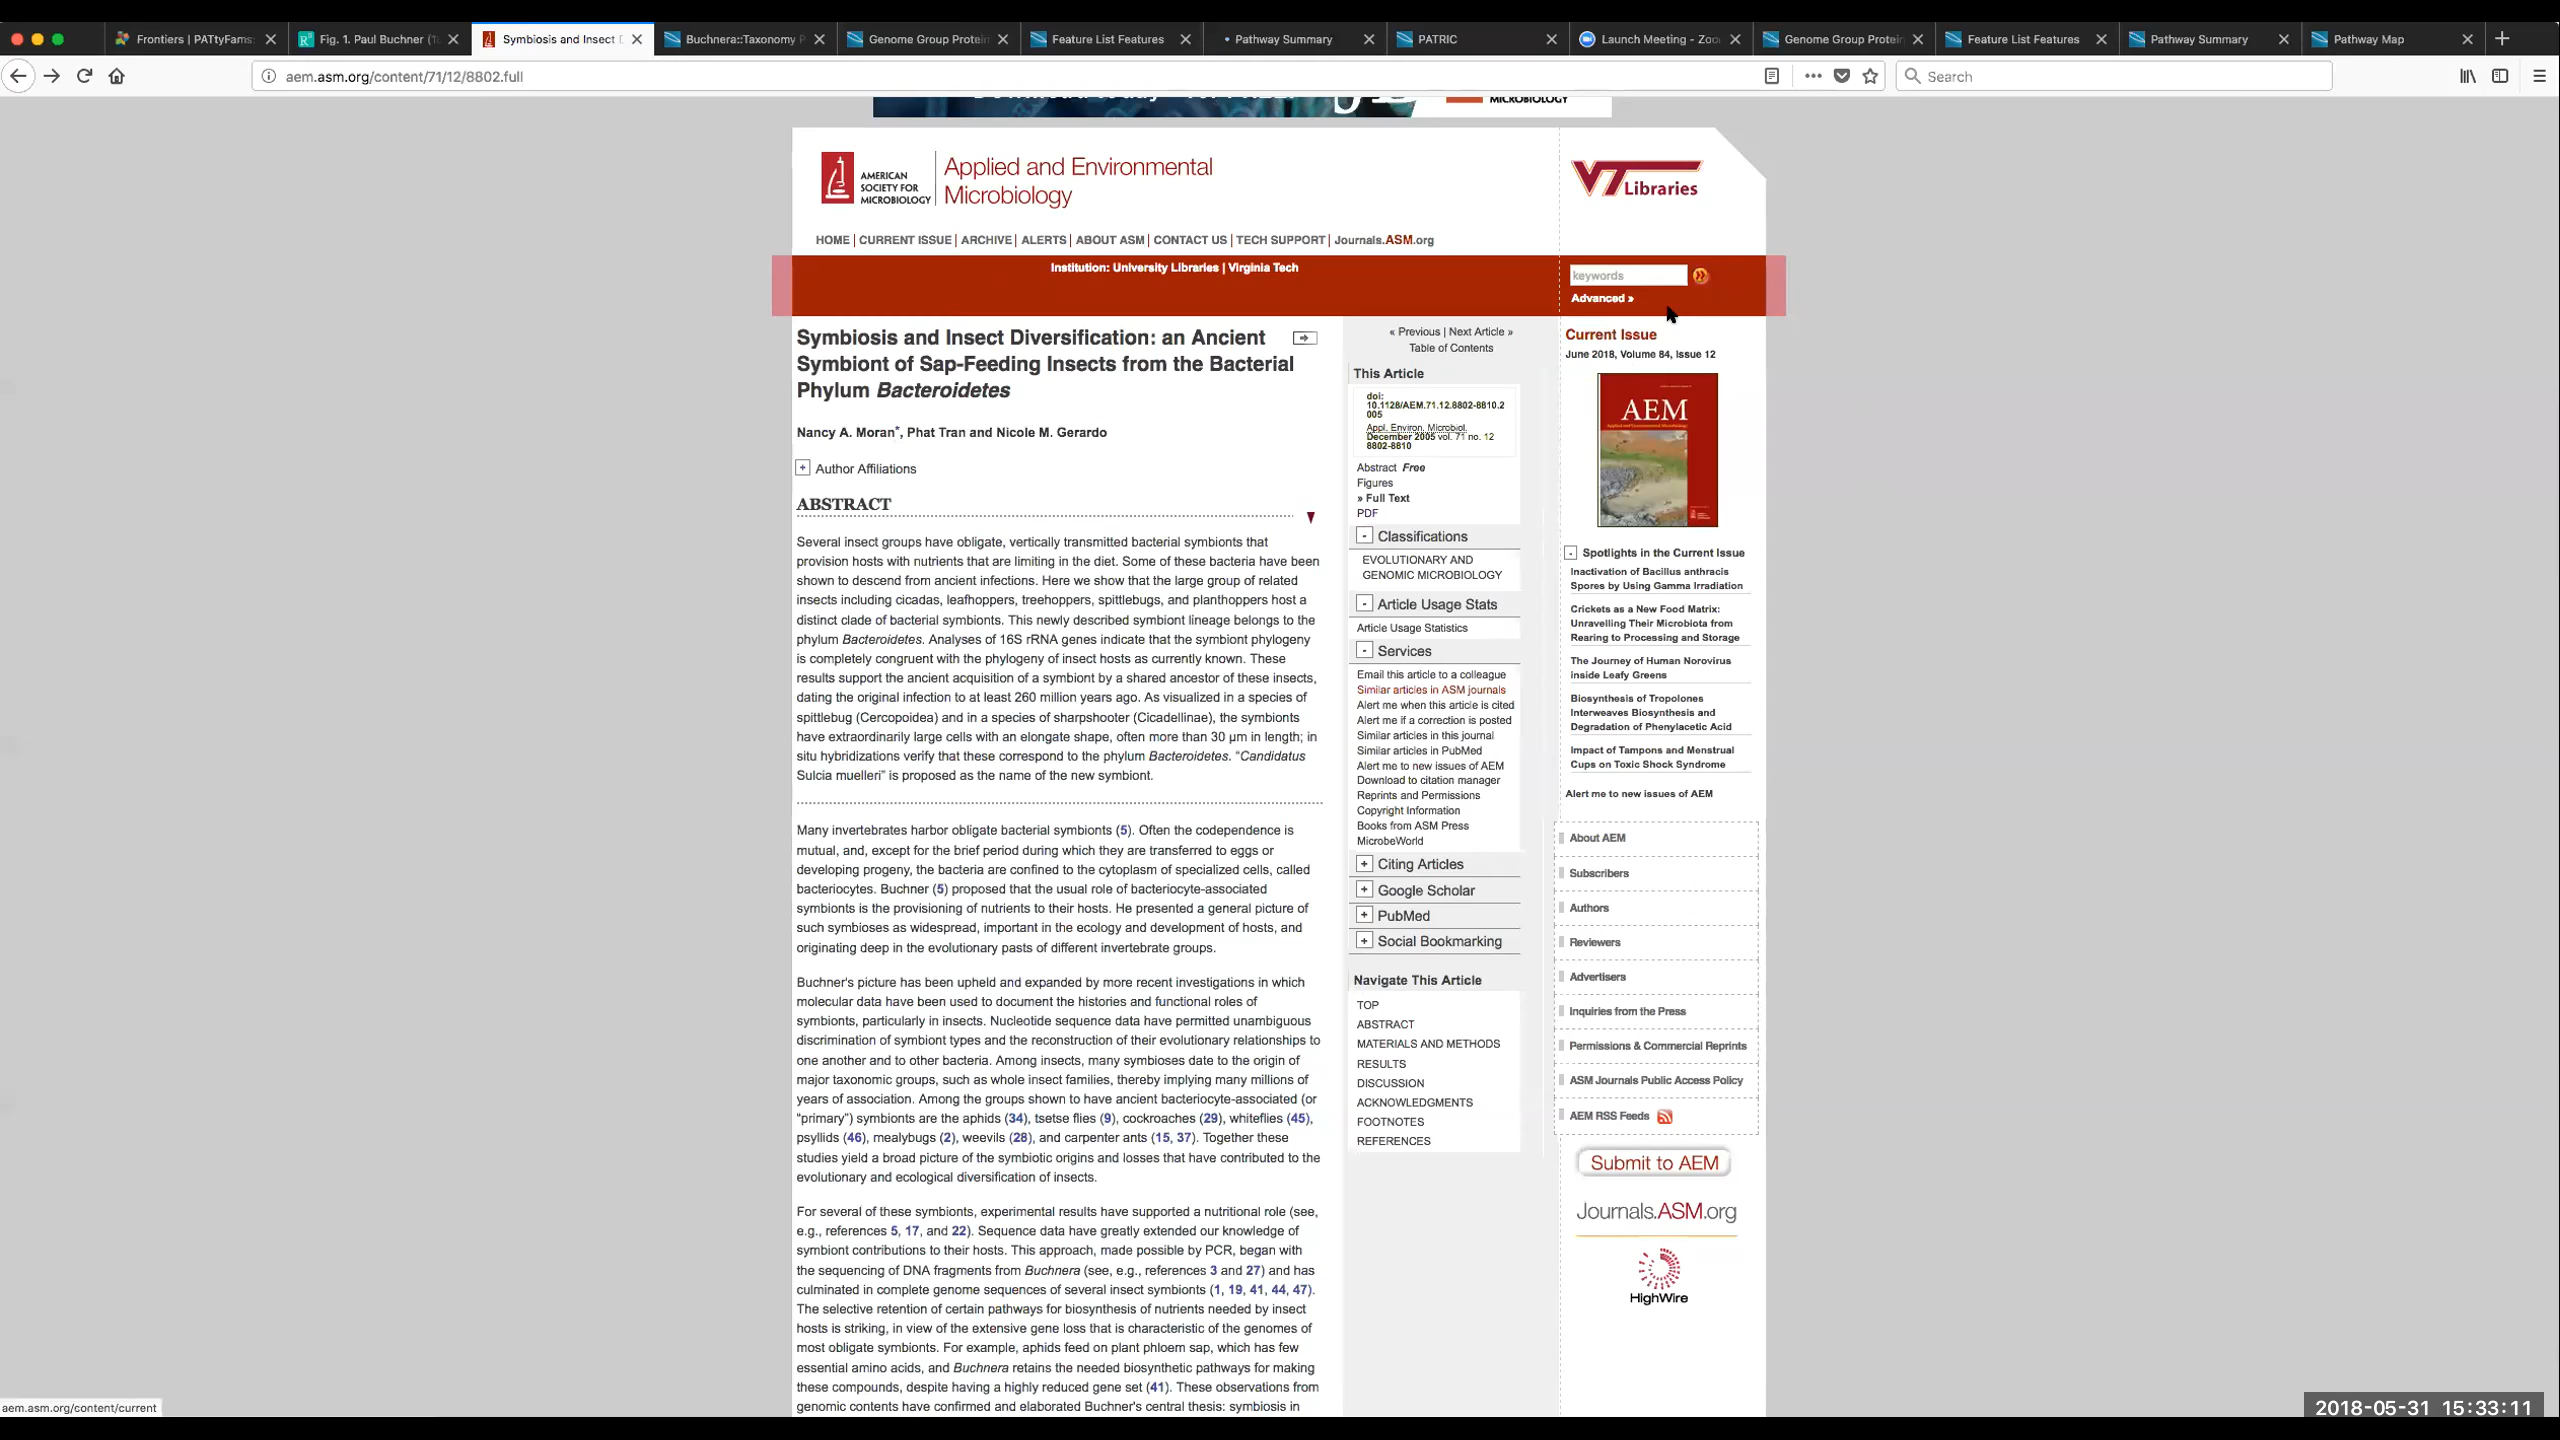 Frontiers | PATtyFams:
Fig. 1. Paul Buchner (1
Symbiosis and Insect D
Buchnera::Taxonomy P
Genome Group Protein
Feature List Features
Pathway Summary
PATRIC
Launch Meeting - Zoo
Genome Group Protein
Feature List Features
Pathway Summary
Pathway Map
aem.asm.org/content/71/12/8802.full
Search
MICROBIOLOGY
AMERICAN
SOCIETY FOR
MICROBIOLOGY
Applied and Environmental
Microbiology
VT
Libraries
HOME | CURRENT ISSUE | ARCHIVE | ALERTS | ABOUT ASM | CONTACT US | TECH SUPPORT | Journals.ASM.org
Institution: University Libraries | Virginia Tech
keywords
Advanced »
Symbiosis and Insect Diversification: an Ancient
Symbiont of Sap-Feeding Insects from the Bacterial
Phylum Bacteroidetes
Nancy A. Moran*, Phat Tran and Nicole M. Gerardo
+ Author Affiliations
ABSTRACT
Several insect groups have obligate, vertically transmitted bacterial symbionts that
provision hosts with nutrients that are limiting in the diet. Some of these bacteria have been
shown to descend from ancient infections. Here we show that the large group of related
insects including cicadas, leafhoppers, treehoppers, spittlebugs, and planthoppers host a
distinct clade of bacterial symbionts. This newly described symbiont lineage belongs to the
phylum Bacteroidetes. Analyses of 16S rRNA genes indicate that the symbiont phylogeny
is completely congruent with the phylogeny of insect hosts as currently known. These
results support the ancient acquisition of a symbiont by a shared ancestor of these insects,
dating the original infection to at least 260 million years ago. As visualized in a species of
spittlebug (Cercopoidea) and in a species of sharpshooter (Cicadellinae), the symbionts
have extraordinarily large cells with an elongate shape, often more than 30 μm in length; in
situ hybridizations verify that these correspond to the phylum Bacteroidetes. “Candidatus
Sulcia muelleri” is proposed as the name of the new symbiont.
Many invertebrates harbor obligate bacterial symbionts (5). Often the codependence is
mutual, and, except for the brief period during which they are transferred to eggs or
developing progeny, the bacteria are confined to the cytoplasm of specialized cells, called
bacteriocytes. Buchner (5) proposed that the usual role of bacteriocyte-associated
symbionts is the provisioning of nutrients to their hosts. He presented a general picture of
such symbioses as widespread, important in the ecology and development of hosts, and
originating deep in the evolutionary pasts of different invertebrate groups.
Buchner's picture has been upheld and expanded by more recent investigations in which
molecular data have been used to document the histories and functional roles of
symbionts, particularly in insects. Nucleotide sequence data have permitted unambiguous
discrimination of symbiont types and the reconstruction of their evolutionary relationships to
one another and to other bacteria. Among insects, many symbioses date to the origin of
major taxonomic groups, such as whole insect families, thereby implying many millions of
years of association. Among the groups shown to have ancient bacteriocyte-associated (or
“primary”) symbionts are the aphids (34), tsetse flies (9), cockroaches (29), whiteflies (45),
psyllids (46), mealybugs (2), weevils (28), and carpenter ants (15, 37). Together these
studies yield a broad picture of the symbiotic origins and losses that have contributed to the
evolutionary and ecological diversification of insects.
For several of these symbionts, experimental results have supported a nutritional role (see,
e.g., references 5, 17, and 22). Sequence data have greatly extended our knowledge of
symbiont contributions to their hosts. This approach, made possible by PCR, began with
the sequencing of DNA fragments from Buchnera (see, e.g., references 3 and 27) and has
culminated in complete genome sequences of several insect symbionts (1, 19, 41, 44, 47).
The selective retention of certain pathways for biosynthesis of nutrients needed by insect
hosts is striking, in view of the extensive gene loss that is characteristic of the genomes of
most obligate symbionts. For example, aphids feed on plant phloem sap, which has few
essential amino acids, and Buchnera retains the needed biosynthetic pathways for making
these compounds, despite having a highly reduced gene set (41). These observations from
genomic contents have confirmed and elaborated Buchner's central thesis: symbiosis in
« Previous | Next Article »
Table of Contents
This Article
doi:
10.1128/AEM.71.12.8802-8810.2
005
Appl. Environ. Microbiol.
December 2005 vol. 71 no. 12
8802-8810
Abstract Free
Figures
» Full Text
PDF
- Classifications
EVOLUTIONARY AND
GENOMIC MICROBIOLOGY
- Article Usage Stats
Article Usage Statistics
- Services
Email this article to a colleague
Similar articles in ASM journals
Alert me when this article is cited
Alert me if a correction is posted
Similar articles in this journal
Similar articles in PubMed
Alert me to new issues of AEM
Download to citation manager
Reprints and Permissions
Copyright Information
Books from ASM Press
MicrobeWorld
+ Citing Articles
+ Google Scholar
+ PubMed
+ Social Bookmarking
Navigate This Article
TOP
ABSTRACT
MATERIALS AND METHODS
RESULTS
DISCUSSION
ACKNOWLEDGMENTS
FOOTNOTES
REFERENCES
Current Issue
June 2018, Volume 84, Issue 12
AEM
- Spotlights in the Current Issue
Inactivation of Bacillus anthracis
Spores by Using Gamma Irradiation
Crickets as a New Food Matrix:
Unravelling Their Microbiota from
Rearing to Processing and Storage
The Journey of Human Norovirus
inside Leafy Greens
Biosynthesis of Tropolones
Interweaves Biosynthesis and
Degradation of Phenylacetic Acid
Impact of Tampons and Menstrual
Cups on Toxic Shock Syndrome
Alert me to new issues of AEM
About AEM
Subscribers
Authors
Reviewers
Advertisers
Inquiries from the Press
Permissions & Commercial Reprints
ASM Journals Public Access Policy
AEM RSS Feeds
Submit to AEM
Journals.ASM.org
HighWire
aem.asm.org/content/current
2018-05-31 15:33:11